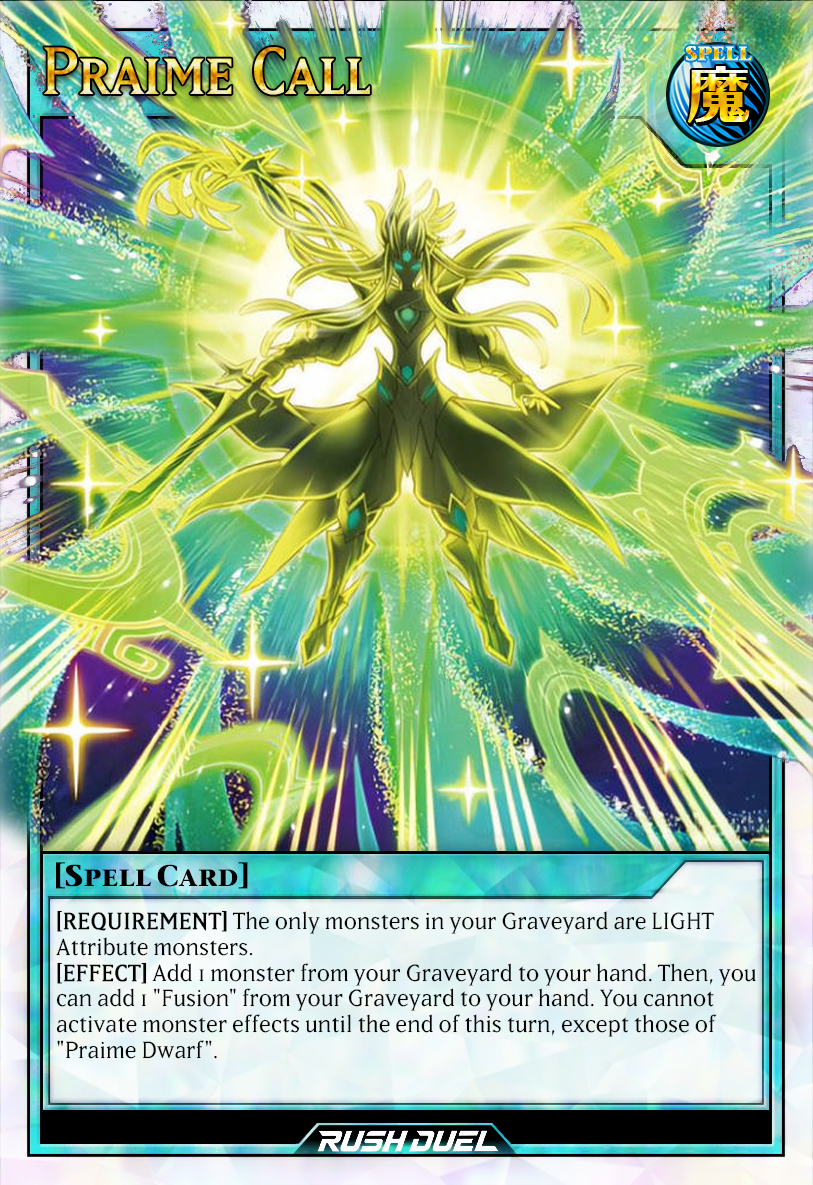 PRAIME CALL
SPELL
魔
[SPELL CARD]
[REQUIREMENT] The only monsters in your Graveyard are LIGHT
Attribute monsters.
[EFFECT] Add 1 monster from your Graveyard to your hand. Then, you
can add 1 "Fusion" from your Graveyard to your hand. You cannot
activate monster effects until the end of this turn, except those of
"Praime Dwarf".
RUSH DUEL